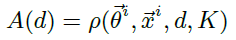 A(d) = ρ(θ⃗ⁱ, x⃗ⁱ, d, K)